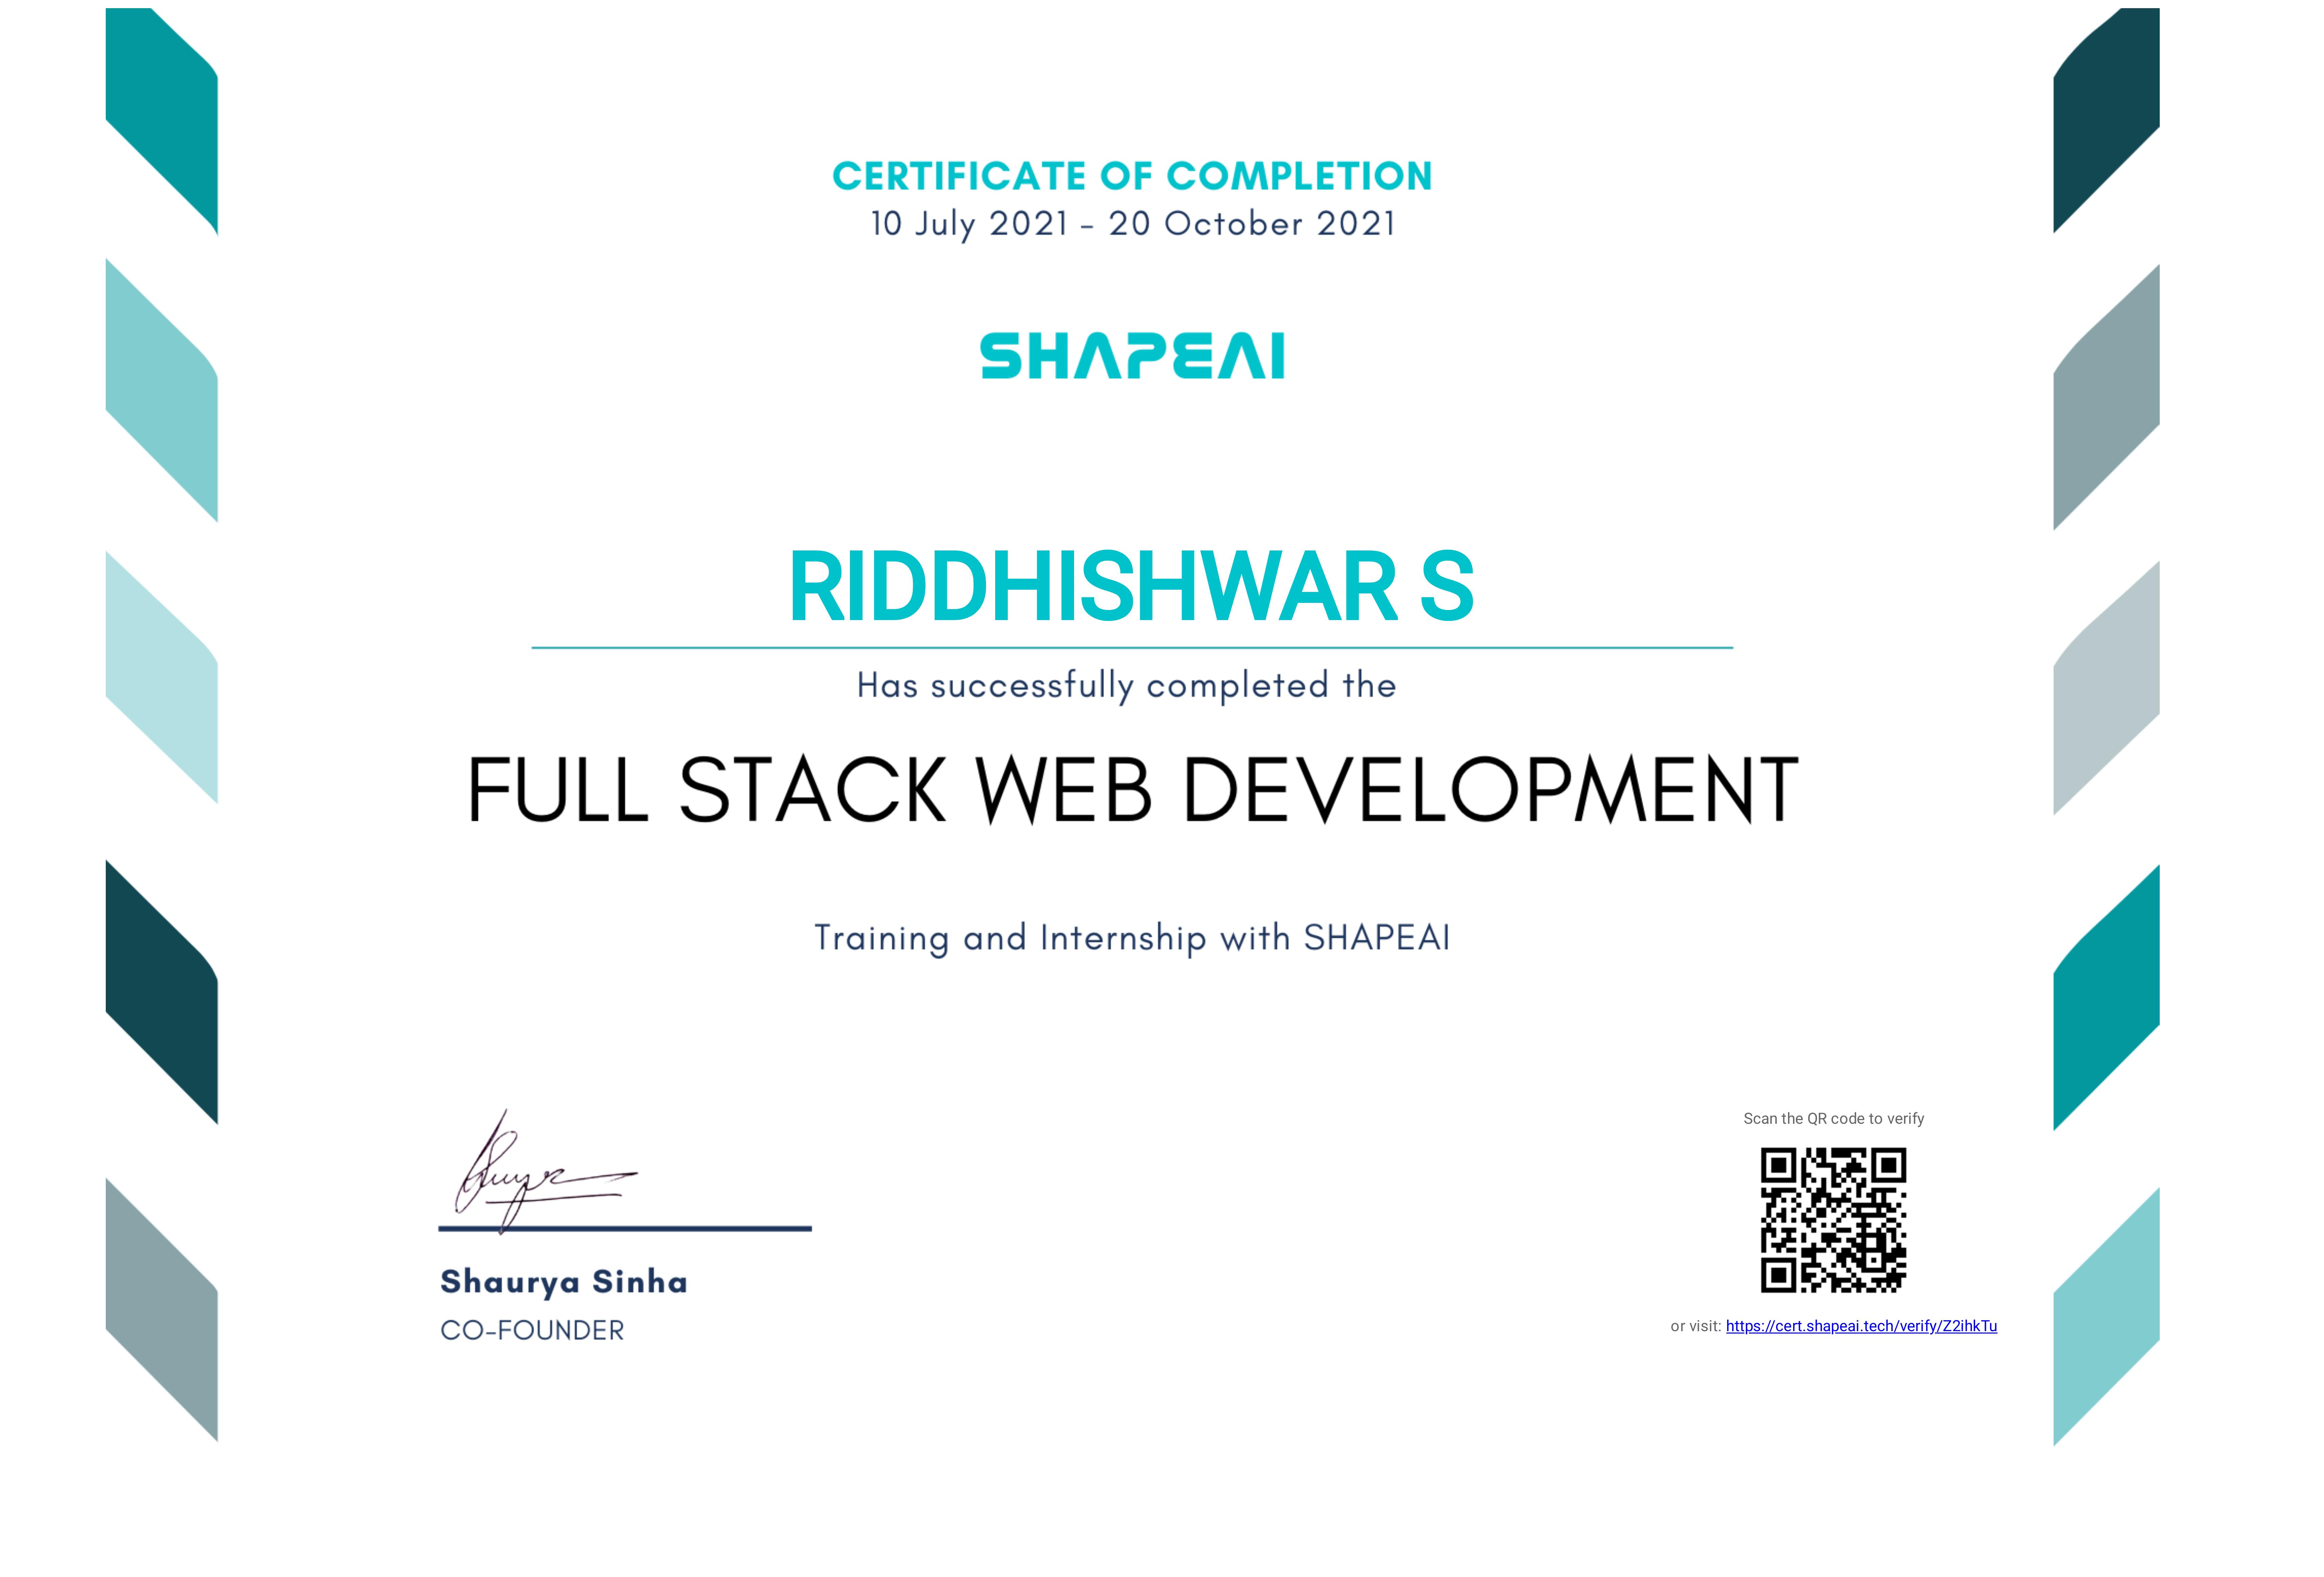 CERTIFICATE OF COMPLETION
10 July 2021 - 20 October 2021
SHAPEAI
RIDDHISHWAR S
Has successfully completed the
FULL STACK WEB DEVELOPMENT
Training and Internship with SHAPEAI
Scan the QR code to verify
Shaurya Sinha
CO-FOUNDER
or visit: https://cert.shapeai.tech/verify/Z2ihkTu